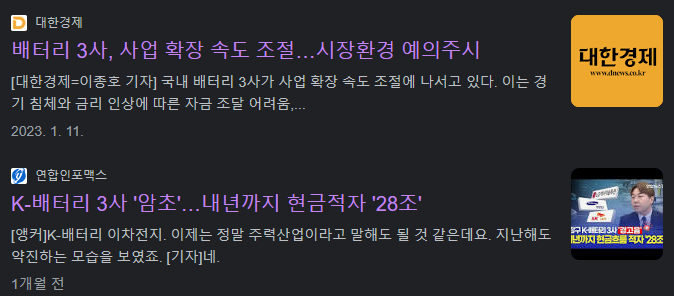 대한경제
배터리 3사, 사업 확장 속도 조절…시장환경 예의주시
[대한경제=이종호 기자] 국내 배터리 3사가 사업 확장 속도 조절에 나서고 있다. 이는 경
기 침체와 금리 인상에 따른 자금 조달 어려움,...
2023. 1. 11.
대한경제
www.dnews.co.kr
연합인포맥스
K-배터리 3사 '암초'…내년까지 현금적자 '28조'
[앵커]K-배터리 이차전지. 이제는 정말 주력산업이라고 말해도 될 것 같은데요. 지난해도
약진하는 모습을 보였죠. [기자]네.
1개월 전
K-배터리 3사 '경고음'
내년까지 현금흐름 적자 '28조'